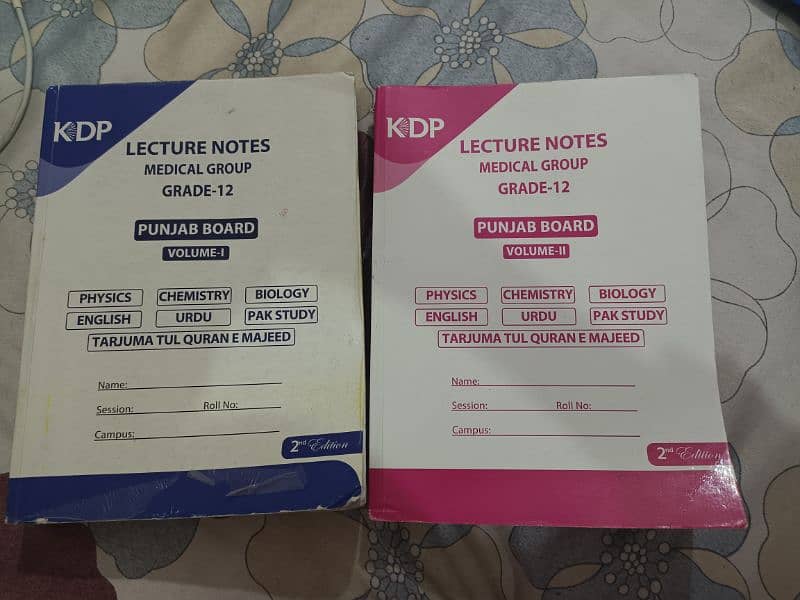 KDP
LECTURE NOTES
MEDICAL GROUP
GRADE-12
PUNJAB BOARD
VOLUME-I
PHYSICS CHEMISTRY BIOLOGY
ENGLISH URDU PAK STUDY
TARJUMA TUL QURAN E MAJEED
Name:
Session: Roll No:
Campus:
2nd Edition
KDP
LECTURE NOTES
MEDICAL GROUP
GRADE-12
PUNJAB BOARD
VOLUME-II
PHYSICS CHEMISTRY BIOLOGY
ENGLISH URDU PAK STUDY
TARJUMA TUL QURAN E MAJEED
Name:
Session: Roll No:
Campus:
2nd Edition